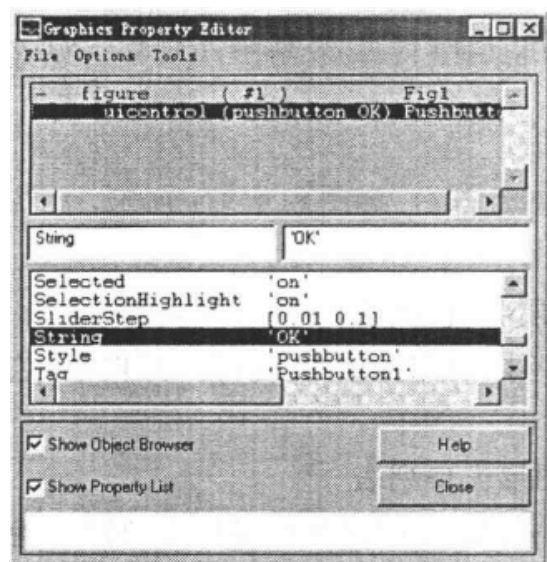 Graphics Property Editor
File Options Tools
- figure ( #1 ) Fig1
uicontrol (pushbutton OK) Pushbutt
String 'OK'
Selected 'on'
SelectionHighlight 'on'
SliderStep [0.01 0.1]
String 'OK'
Style 'pushbutton'
Tag 'Pushbutton1'
Show Object Browser Help
Show Property List Close